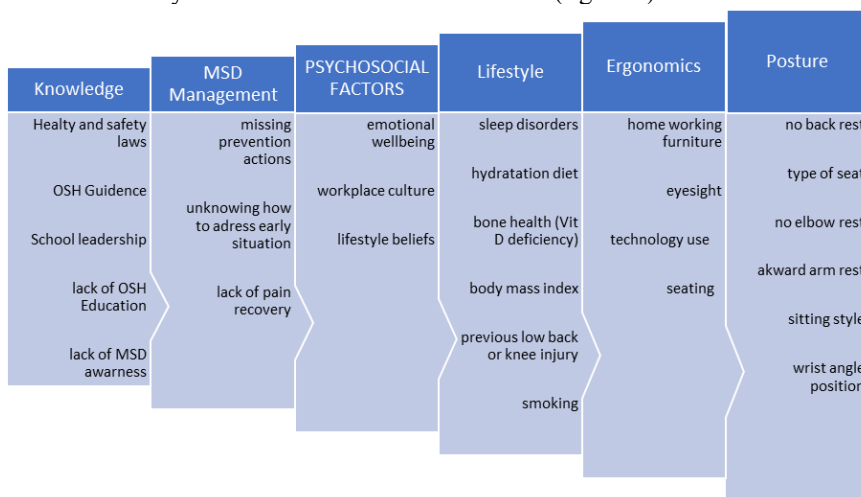 Knowledge
Healty and safety
laws
OSH Guidence
School leadership
lack of OSH
Education
lack of MSD
awarness
MSD
Management
missing
prevention
actions
unknowing how
to adress early
situation
lack of pain
recovery
PSYCHOSOCIAL
FACTORS
emotional
wellbeing
workplace culture
lifestyle beliefs
Lifestyle
sleep disorders
hydratation diet
bone health (Vit
D deficiency)
body mass index
previous low back
or knee injury
smoking
Ergonomics
home working
furniture
eyesight
technology use
seating
Posture
no back rest
type of seat
no elbow rest
akward arm rest
sitting style
wrist angle
position